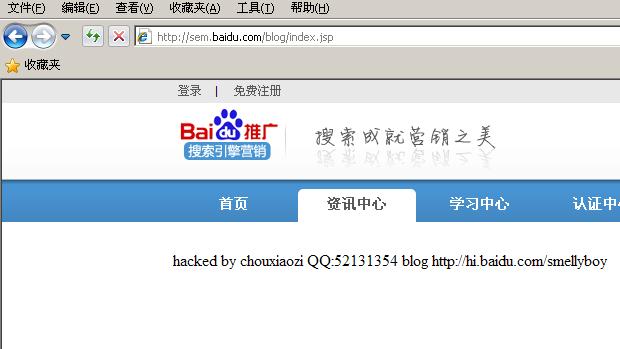 文件(F) 编辑(E) 查看(V) 收藏夹(A) 工具(T) 帮助(H)
http://sem.baidu.com/blog/index.jsp
收藏夹
登录 | 免费注册
Bai du 推广 搜索成就营销之美
搜索引擎营销
首页 资讯中心 学习中心 认证中
hacked by chouxiaozi QQ:52131354 blog http://hi.baidu.com/smellyboy